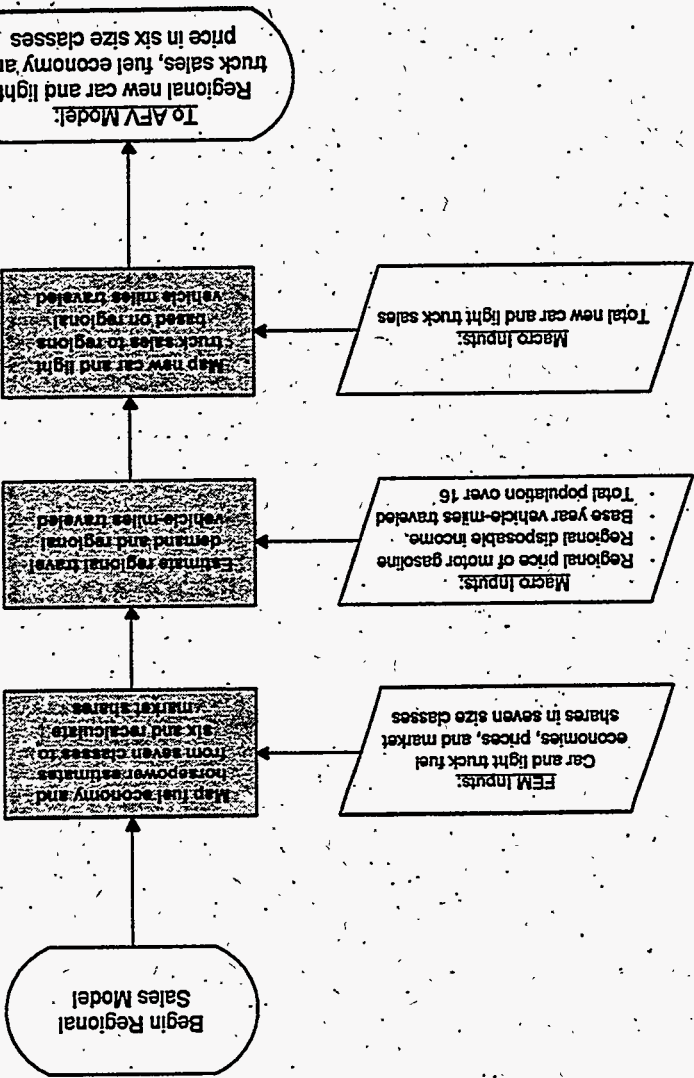 Begin Regional
Sales Model
FEM Inputs:
Car and light truck fuel
economies, prices, and market
shares in seven size classes
Map fuel economy and
horsepower estimates
from seven classes to
six and recalculate
market shares
Macro Inputs:
· Regional price of motor gasoline
· Regional disposable income,
· Base year vehicle-miles traveled
· Total population over 16
Estimate regional travel
demand and regional
vehicle-miles traveled
Macro Inputs:
Total new car and light truck sales
Map new car and light
truck sales to regions
based on regional
vehicle miles traveled
To AFV Model:
Regional new car and light
truck sales, fuel economy an
price in six size classes